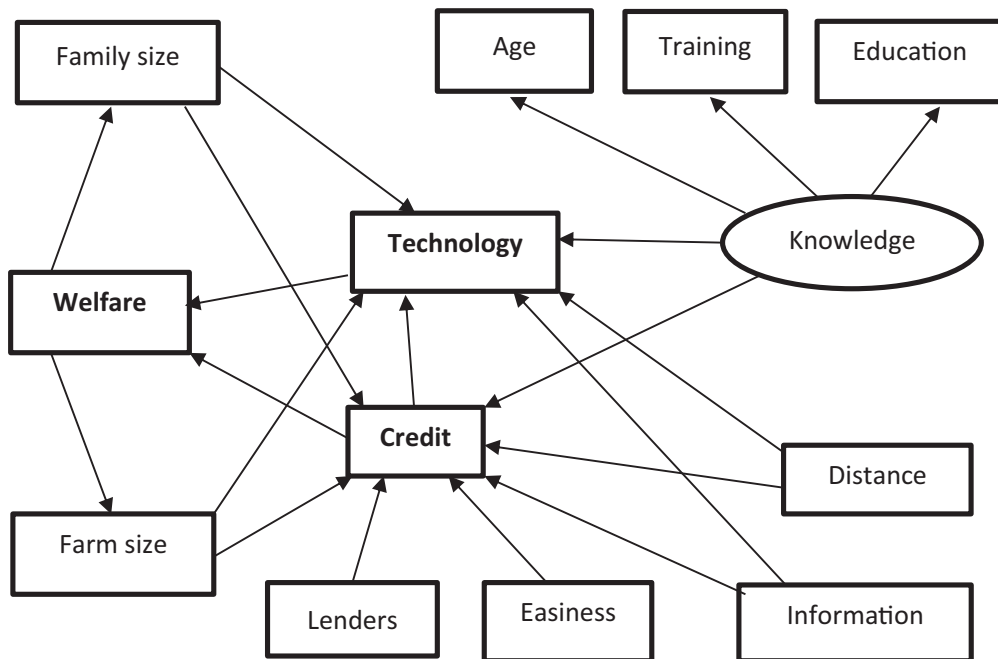 Family size
Age
Training
Education
Technology
Knowledge
Welfare
Credit
Distance
Farm size
Lenders
Easiness
Information